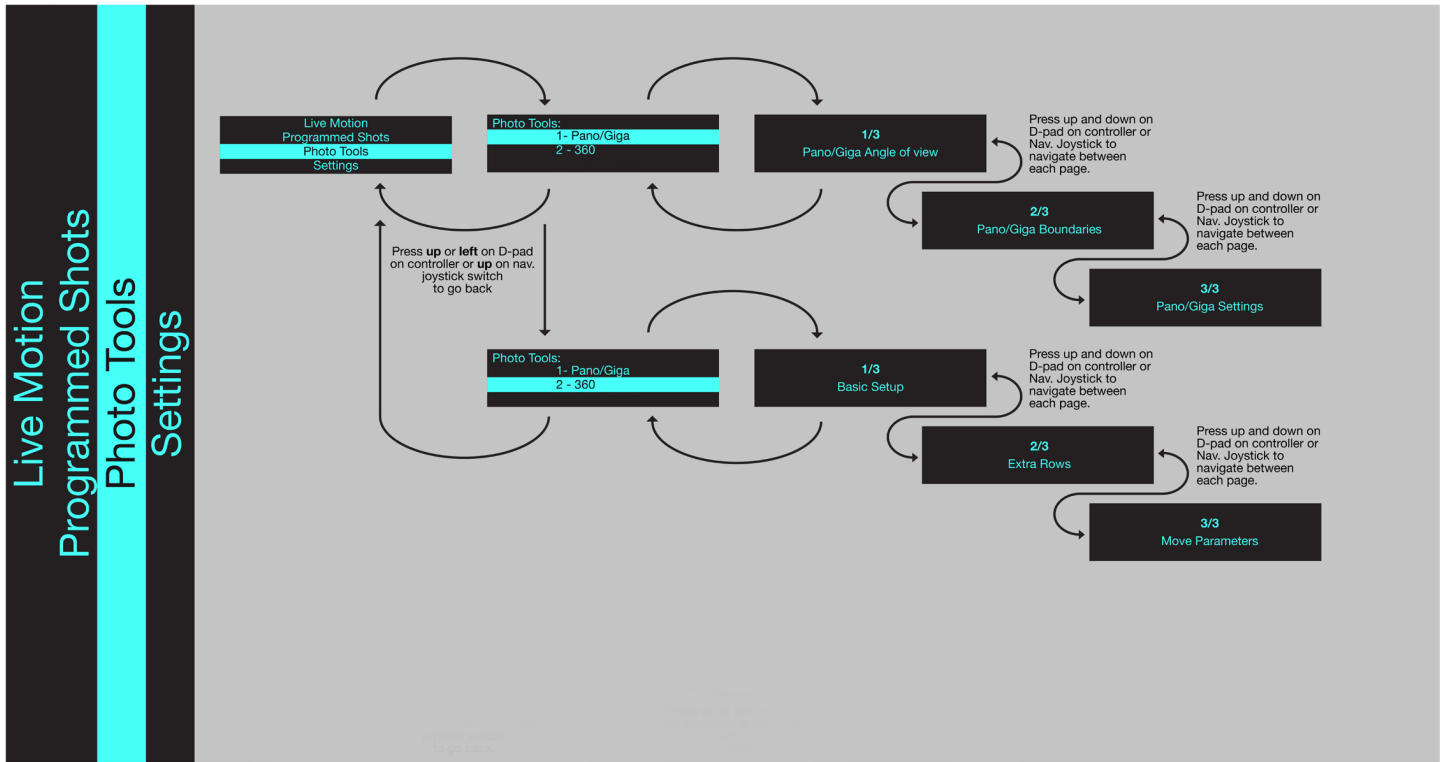 Live Motion
Programmed Shots
Photo Tools
Settings
Live Motion
Programmed Shots
Photo Tools
Settings
Photo Tools:
1- Pano/Giga
2 - 360
1/3
Pano/Giga Angle of view
Press up and down on
D-pad on controller or
Nav. Joystick to
navigate between
each page.
2/3
Pano/Giga Boundaries
Press up and down on
D-pad on controller or
Nav. Joystick to
navigate between
each page.
3/3
Pano/Giga Settings
Press up or left on D-pad
on controller or up on nav.
joystick switch
to go back
Photo Tools:
1- Pano/Giga
2 - 360
1/3
Basic Setup
Press up and down on
D-pad on controller or
Nav. Joystick to
navigate between
each page.
2/3
Extra Rows
Press up and down on
D-pad on controller or
Nav. Joystick to
navigate between
each page.
3/3
Move Parameters
to go back.